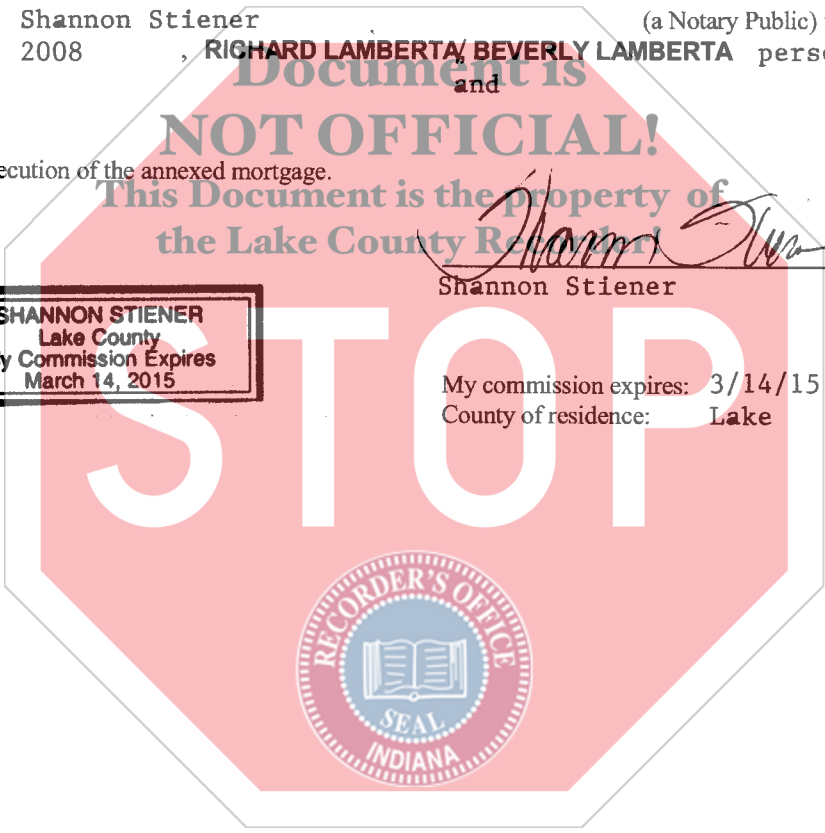 Shannon Stiener (a Notary Public)
2008 , RICHARD LAMBERTA/ BEVERLY LAMBERTA perso
Document is
and
NOT OFFICIAL!
ecution of the annexed mortgage.
This Document is the property of
the Lake County Recorder!
Shannon Stiener
SHANNON STIENER
Lake County
y Commission Expires
March 14, 2015
My commission expires: 3/14/15
County of residence: Lake
STOP
RECORDER'S OFFICE
SEAL
INDIANA